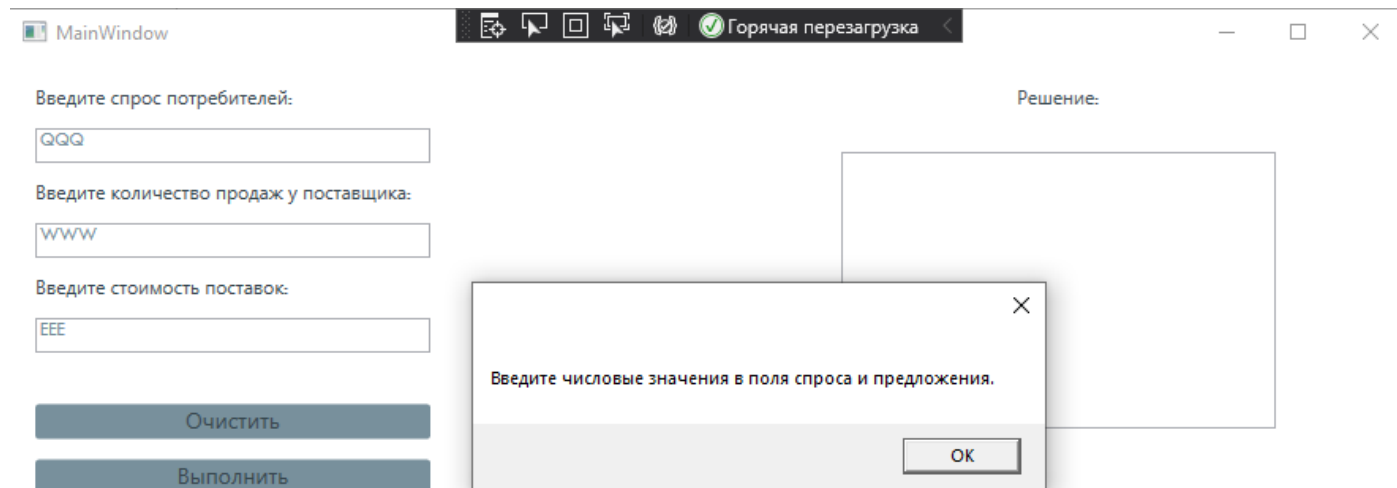 MainWindow
Горячая перезагрузка
Введите спрос потребителей:
QQQ
Введите количество продаж у поставщика:
WWW
Введите стоимость поставок:
EEE
Очистить
Выполнить
Решение:
Введите числовые значения в поля спроса и предложения.
OK